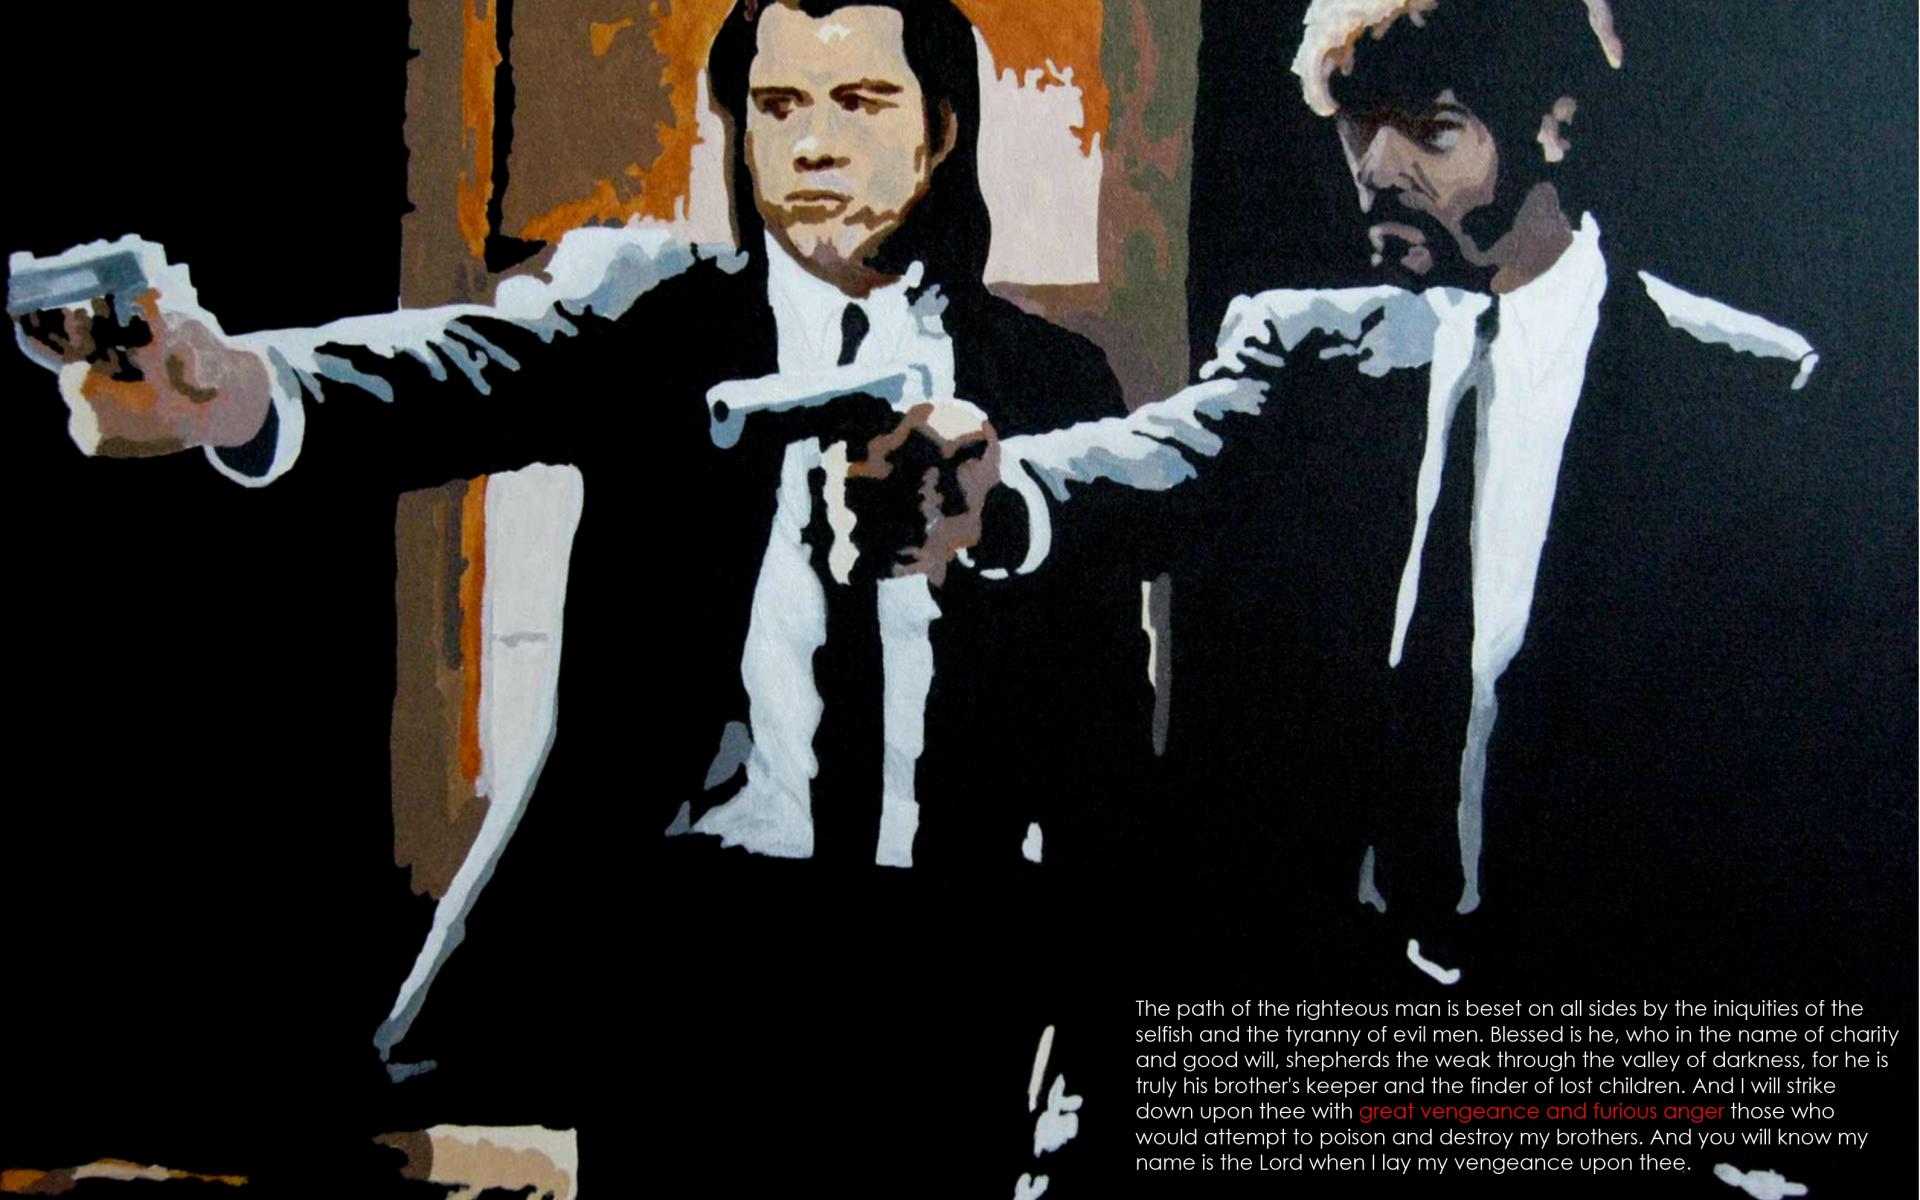 The path of the righteous man is beset on all sides by the iniquities of the
selfish and the tyranny of evil men. Blessed is he, who in the name of charity
and good will, shepherds the weak through the valley of darkness, for he is
truly his brother's keeper and the finder of lost children. And I will strike
down upon thee with great vengeance and furious anger those who
would attempt to poison and destroy my brothers. And you will know my
name is the Lord when I lay my vengeance upon thee.